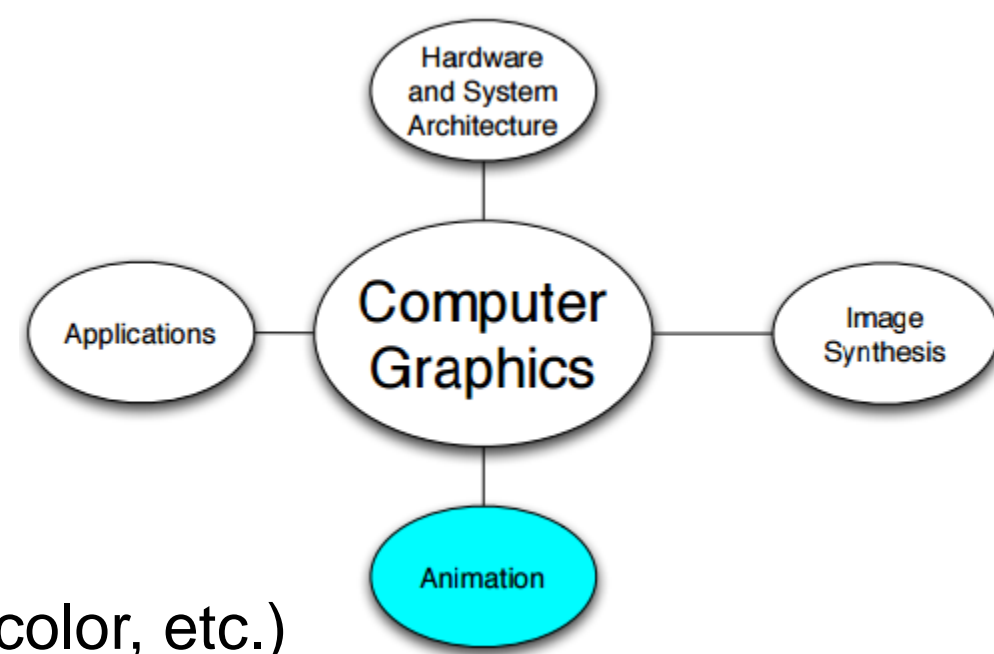 Hardware
and System
Architecture
Computer
Graphics
Applications
Image
Synthesis
Animation
color, etc.)